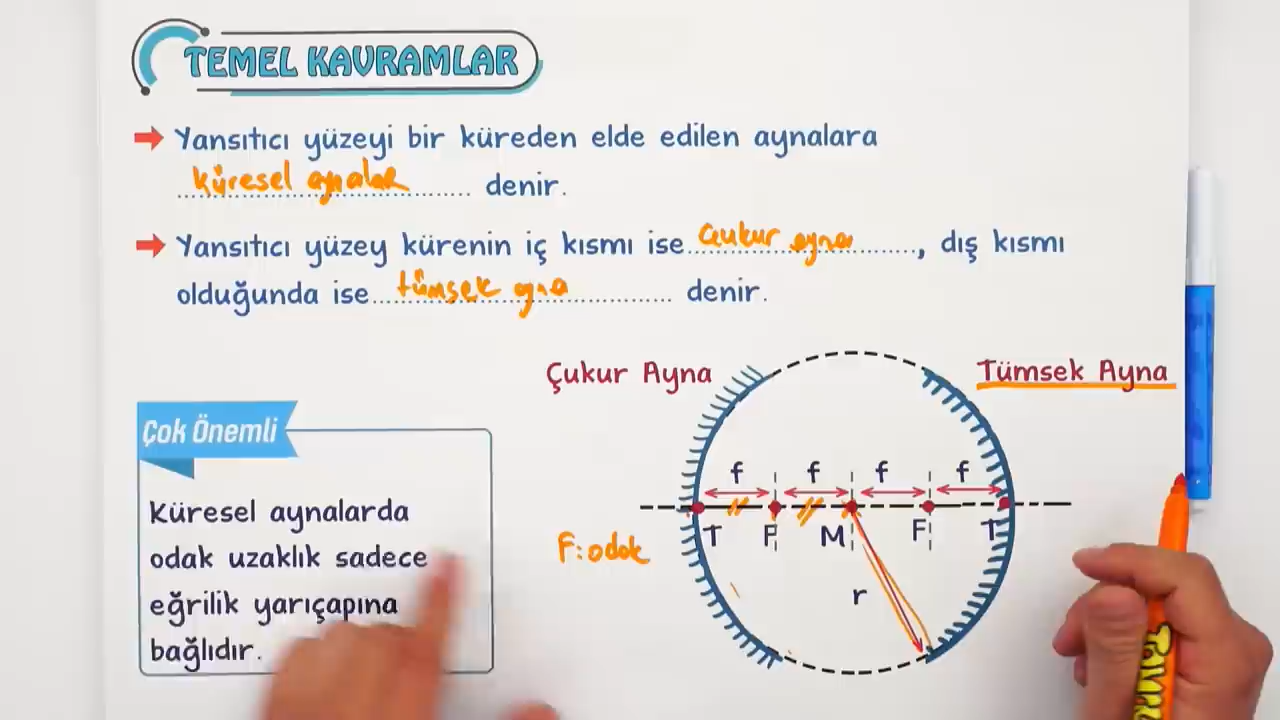 TEMEL KAVRAMLAR
Yansıtıcı yüzeyi bir küreden elde edilen aynalara
küresel aynalar denir.
Yansıtıcı yüzey kürenin iç kısmı ise çukur ayna, dış kısmı
olduğunda ise tümsek ayna denir.
Çukur Ayna
Tümsek Ayna
Çok Önemli
Küresel aynalarda
odak uzaklık sadece
eğrilik yarıçapına
bağlıdır.
f f f f
T F M F T
F:odak
r